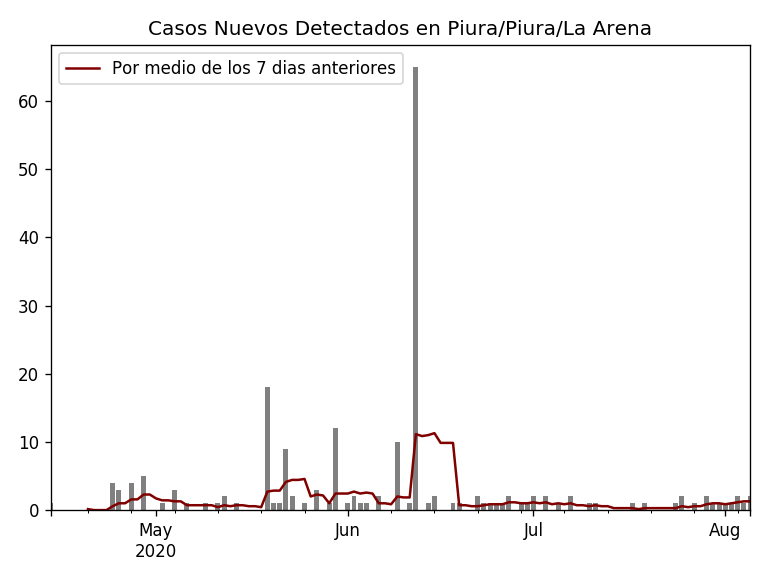 Casos Nuevos Detectados en Piura/Piura/La Arena
Por medio de los 7 dias anteriores
60
50
40
30
20
10
0
May Jun Jul Aug
2020